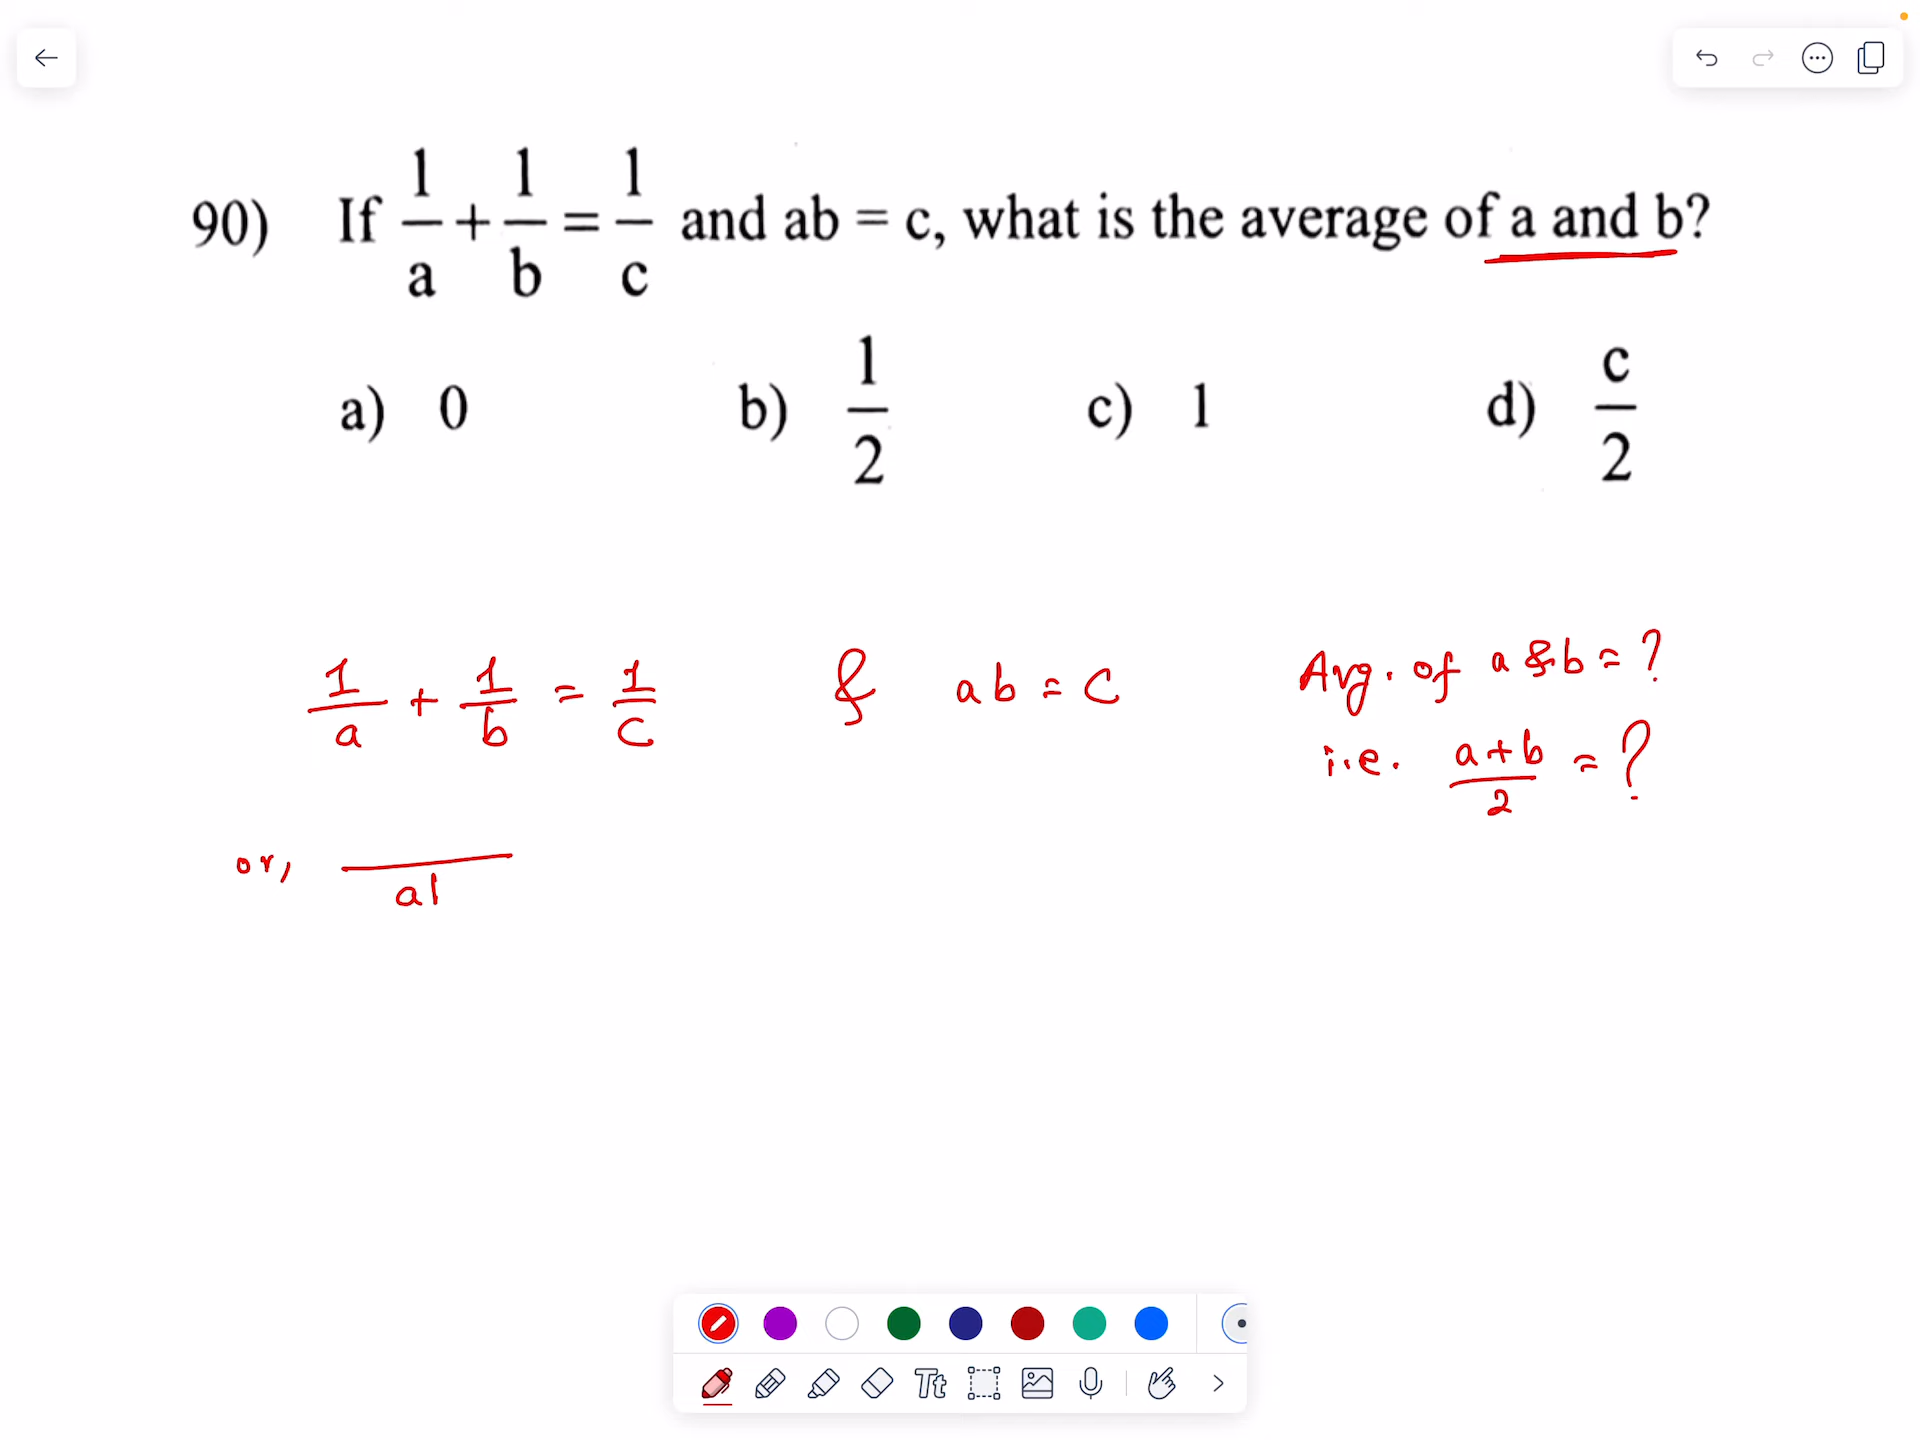 90) If 1/a + 1/b = 1/c and ab = c, what is the average of a and b?
a) 0 b) 1/2 c) 1 d) c/2
1/a + 1/b = 1/c & ab = c Avg. of a & b = ?
i.e. a+b/2 = ?
or, /al
Tt